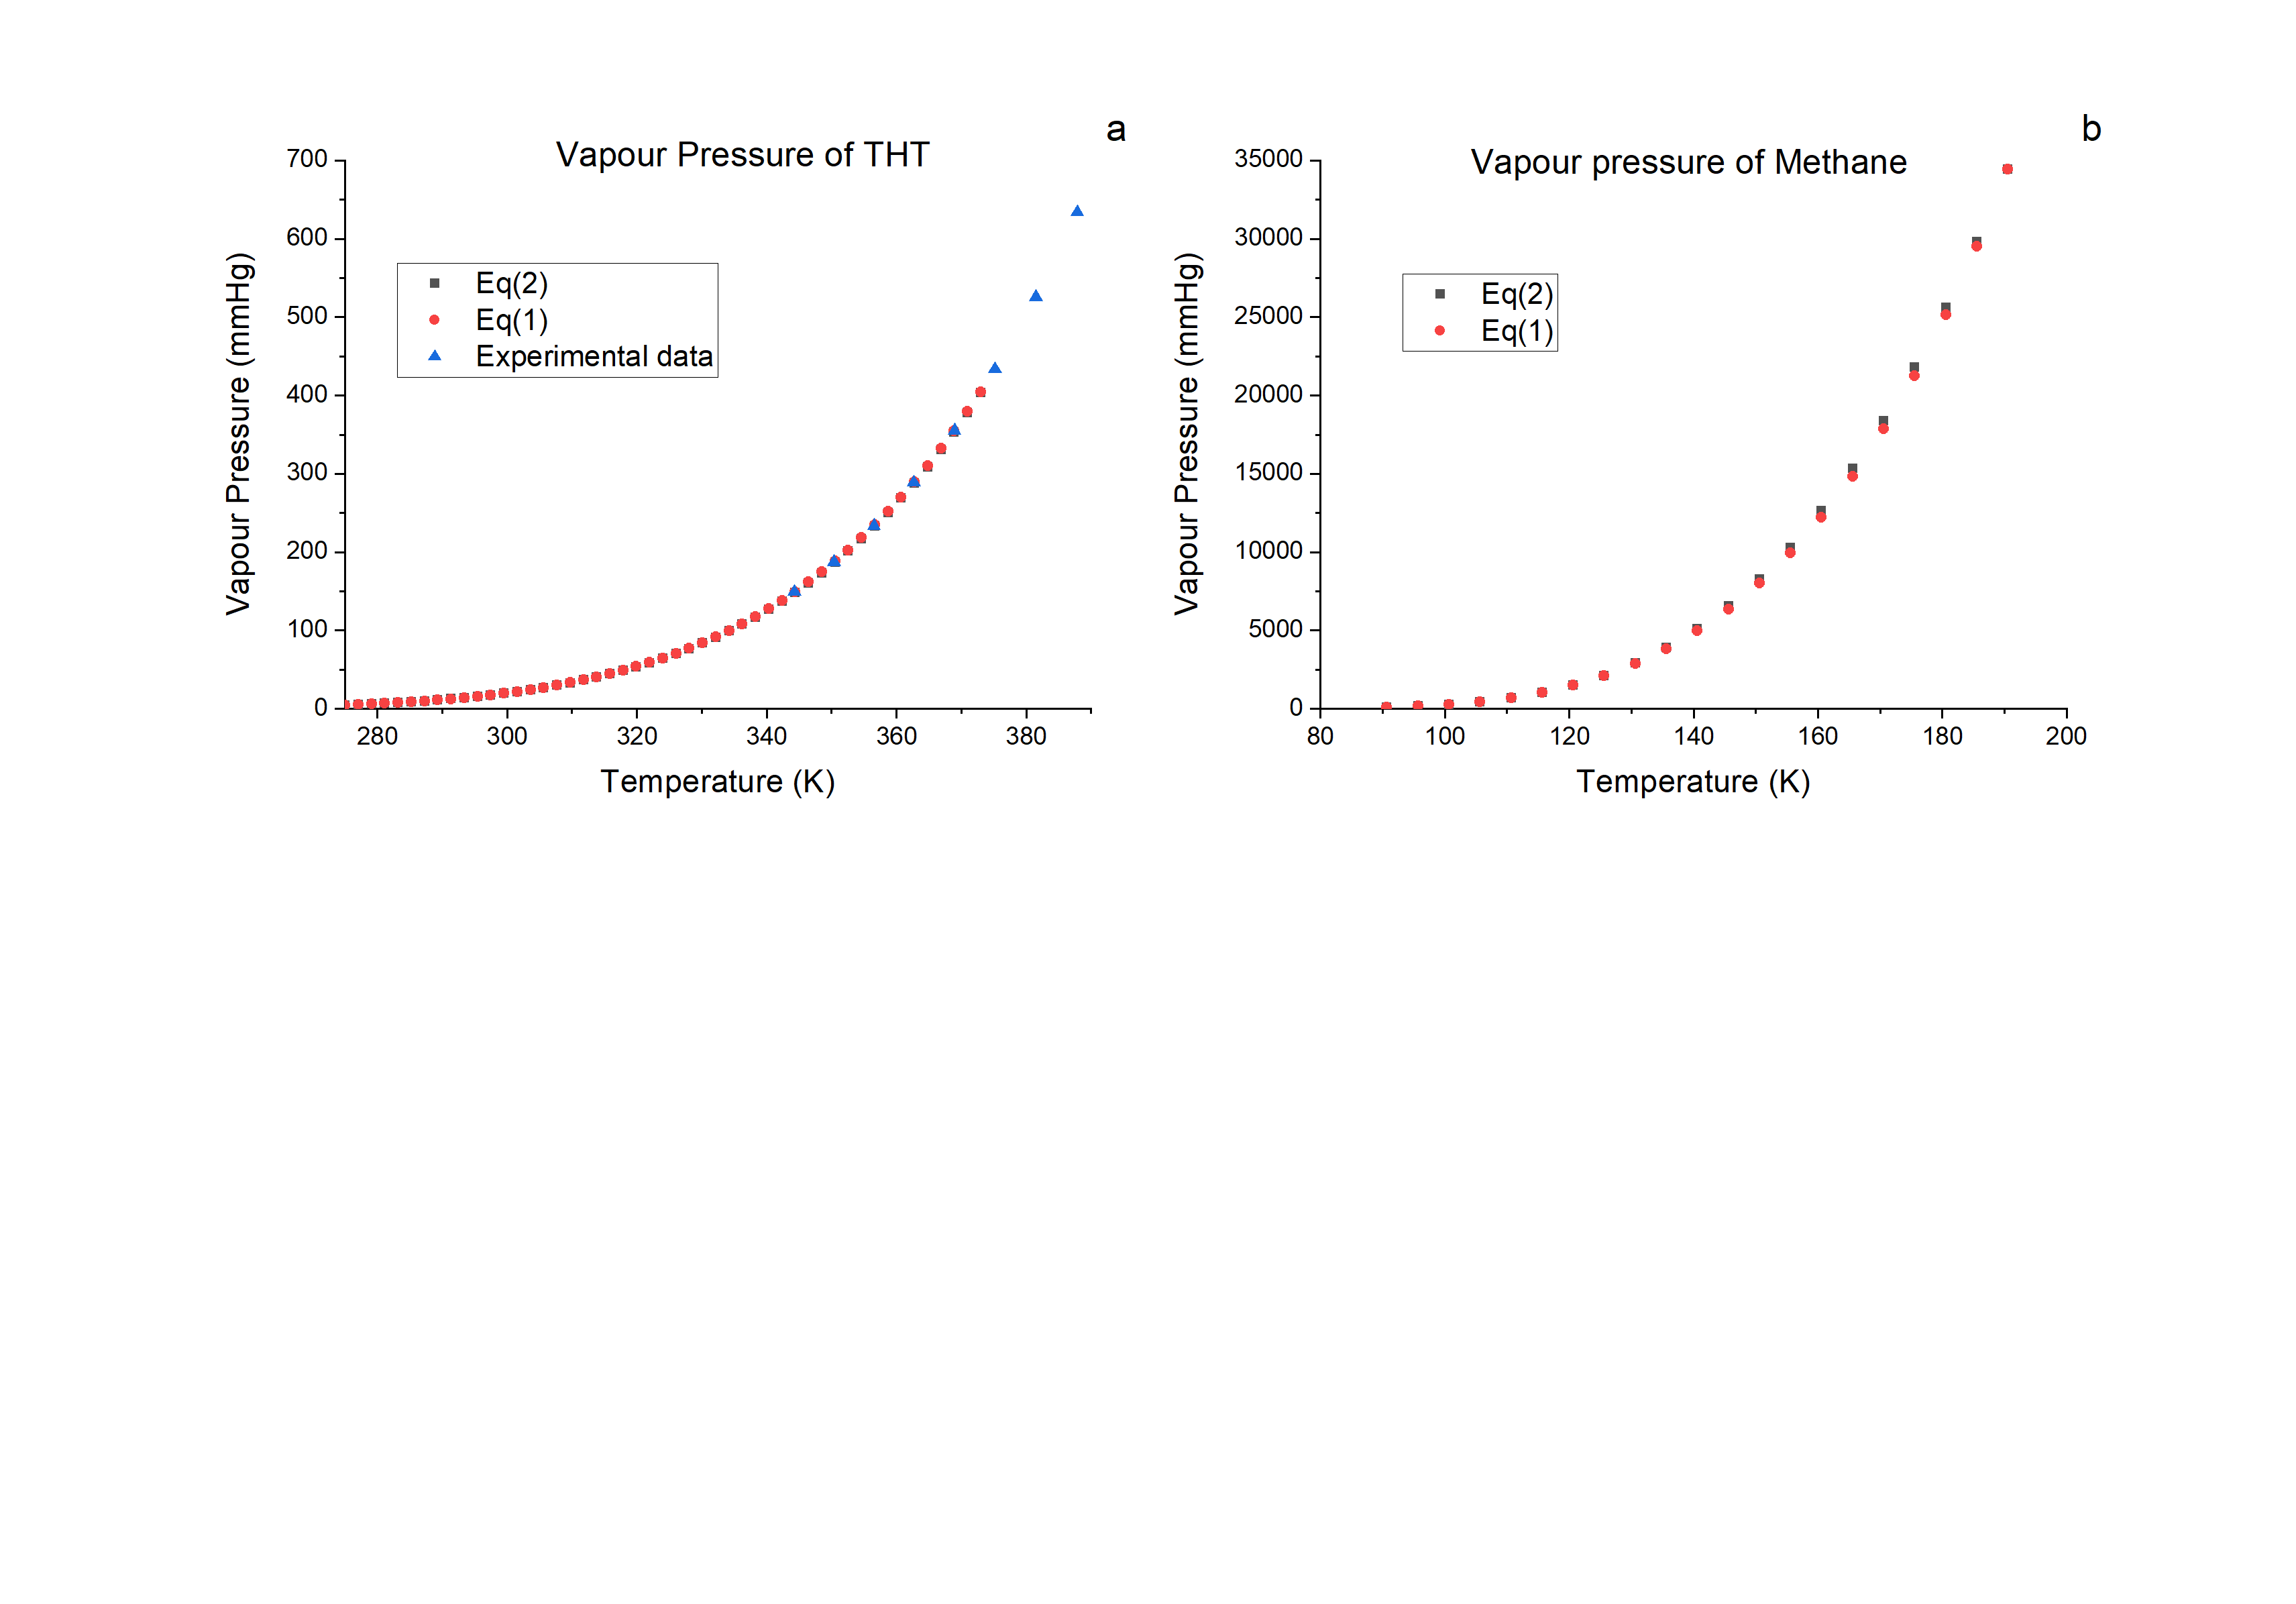 a
Vapour Pressure of THT
Vapour Pressure (mmHg)
700
600
500
400
300
200
100
0
Eq(2)
Eq(1)
Experimental data
280 300 320 340 360 380
Temperature (K)
b
Vapour pressure of Methane
Vapour Pressure (mmHg)
35000
30000
25000
20000
15000
10000
5000
0
Eq(2)
Eq(1)
80 100 120 140 160 180 200
Temperature (K)